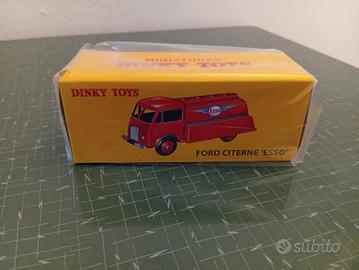 MINIATURES
DINKY TOYS
DINKY TOYS
ESSO
FORD CITERNE "ESSO"
subito